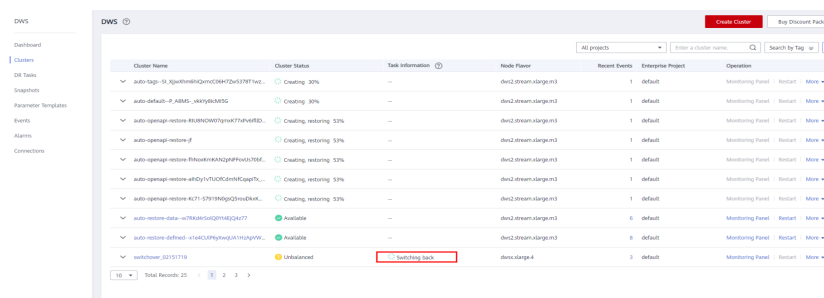 DWS
Dashboard
Clusters
DR Tasks
Snapshots
Parameter Templates
Events
Alarms
Connections
DWS
Create Cluster Buy Discount Pack
All projects Enter a cluster name. Search by Tag
Cluster Name Cluster Status Task Information Node Flavor Recent Events Enterprise Project Operation
Creating 30% -- dws2.stream.xlarge.m3 1 default Monitoring Panel Restart More
Creating 30% -- dws2.stream.xlarge.m3 1 default Monitoring Panel Restart More
Creating, restoring 53% -- dws2.stream.xlarge.m3 1 default Monitoring Panel Restart More
auto-openapi-restore-jf Creating, restoring 53% -- dws2.stream.xlarge.m3 1 default Monitoring Panel Restart More
Creating, restoring 53% -- dws2.stream.xlarge.m3 1 default Monitoring Panel Restart More
Creating, restoring 53% -- dws2.stream.xlarge.m3 1 default Monitoring Panel Restart More
Creating, restoring 53% -- dws2.stream.xlarge.m3 1 default Monitoring Panel Restart More
Available -- dws2.stream.xlarge.m3 6 default Monitoring Panel Restart More
Available -- dws2.stream.xlarge.m3 6 default Monitoring Panel Restart More
switchover_02151719 Unbalanced Switching back dwsx.xlarge.4 3 default Monitoring Panel Restart More
10 Total Records: 25 < 1 2 3 >